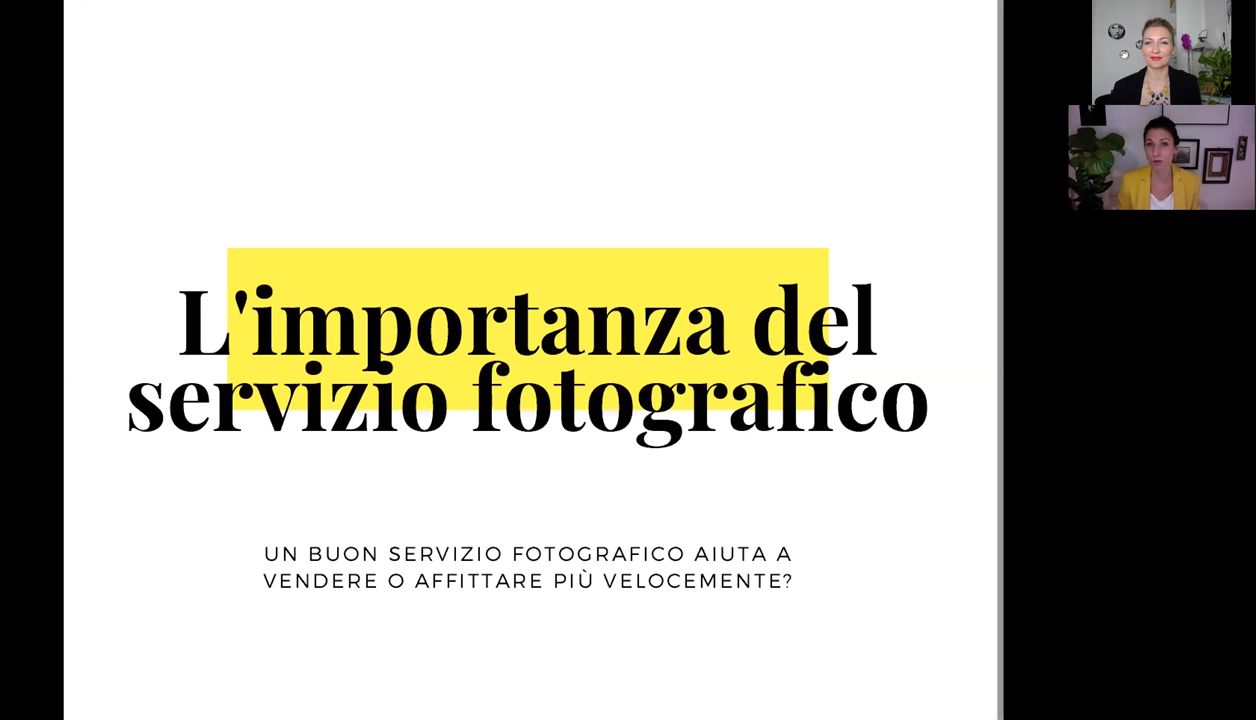 L'importanza del
servizio fotografico
UN BUON SERVIZIO FOTOGRAFICO AIUTA A
VENDERE O AFFITTARE PIÙ VELOCEMENTE?